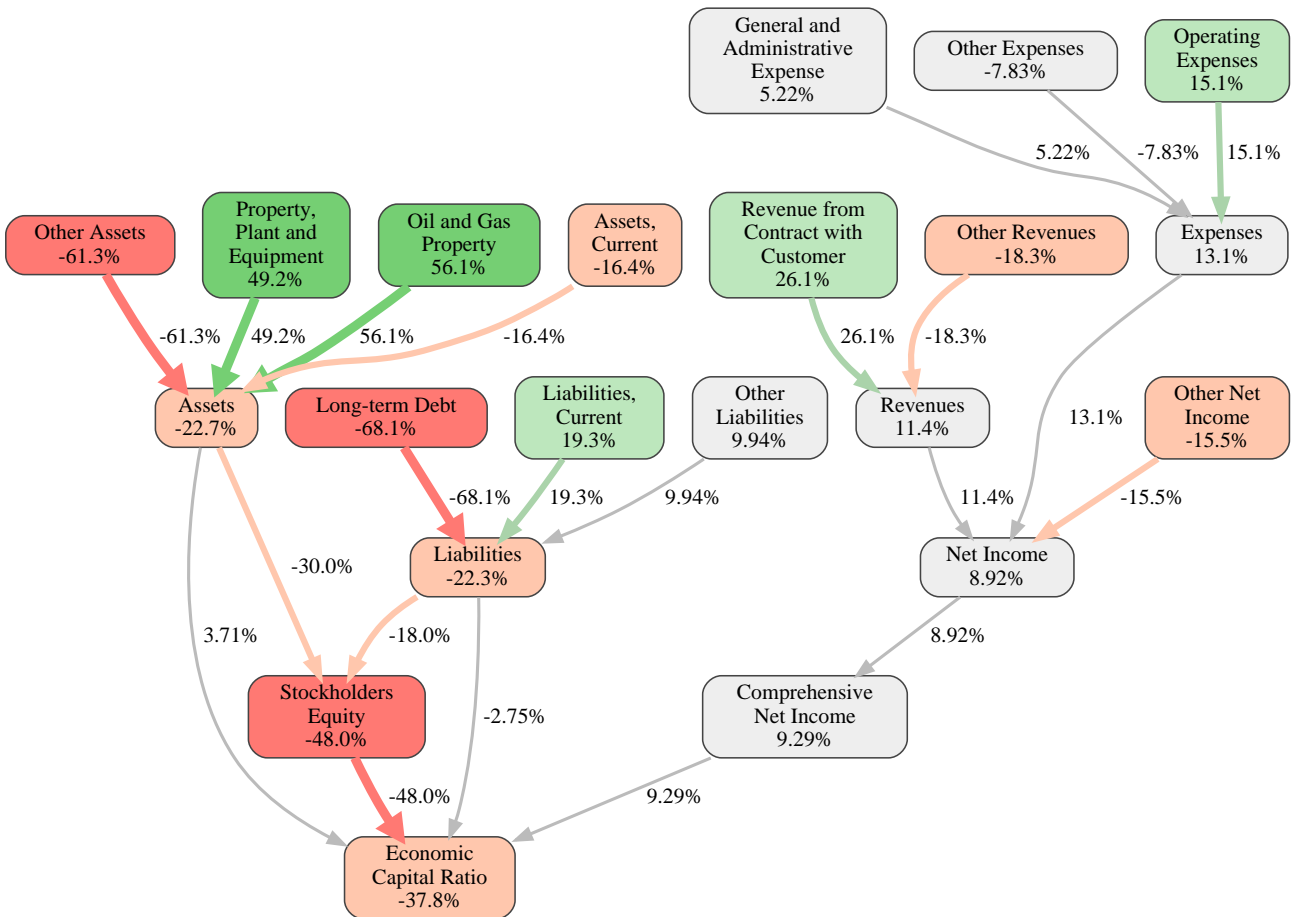 General and
Administrative
Expense
5.22%
Other Expenses
-7.83%
Operating
Expenses
15.1%
5.22%
-7.83%
15.1%
Other Assets
-61.3%
Property,
Plant and
Equipment
49.2%
Oil and Gas
Property
56.1%
Assets,
Current
-16.4%
Revenue from
Contract with
Customer
26.1%
Other Revenues
-18.3%
Expenses
13.1%
-61.3%
49.2%
56.1%
-16.4%
26.1%
-18.3%
Assets
-22.7%
Long-term Debt
-68.1%
Liabilities,
Current
19.3%
Other
Liabilities
9.94%
Revenues
11.4%
13.1%
Other Net
Income
-15.5%
-68.1%
19.3%
9.94%
11.4%
-15.5%
-30.0%
Liabilities
-22.3%
Net Income
8.92%
3.71%
-18.0%
8.92%
Stockholders
Equity
-48.0%
-2.75%
Comprehensive
Net Income
9.29%
-48.0%
9.29%
Economic
Capital Ratio
-37.8%